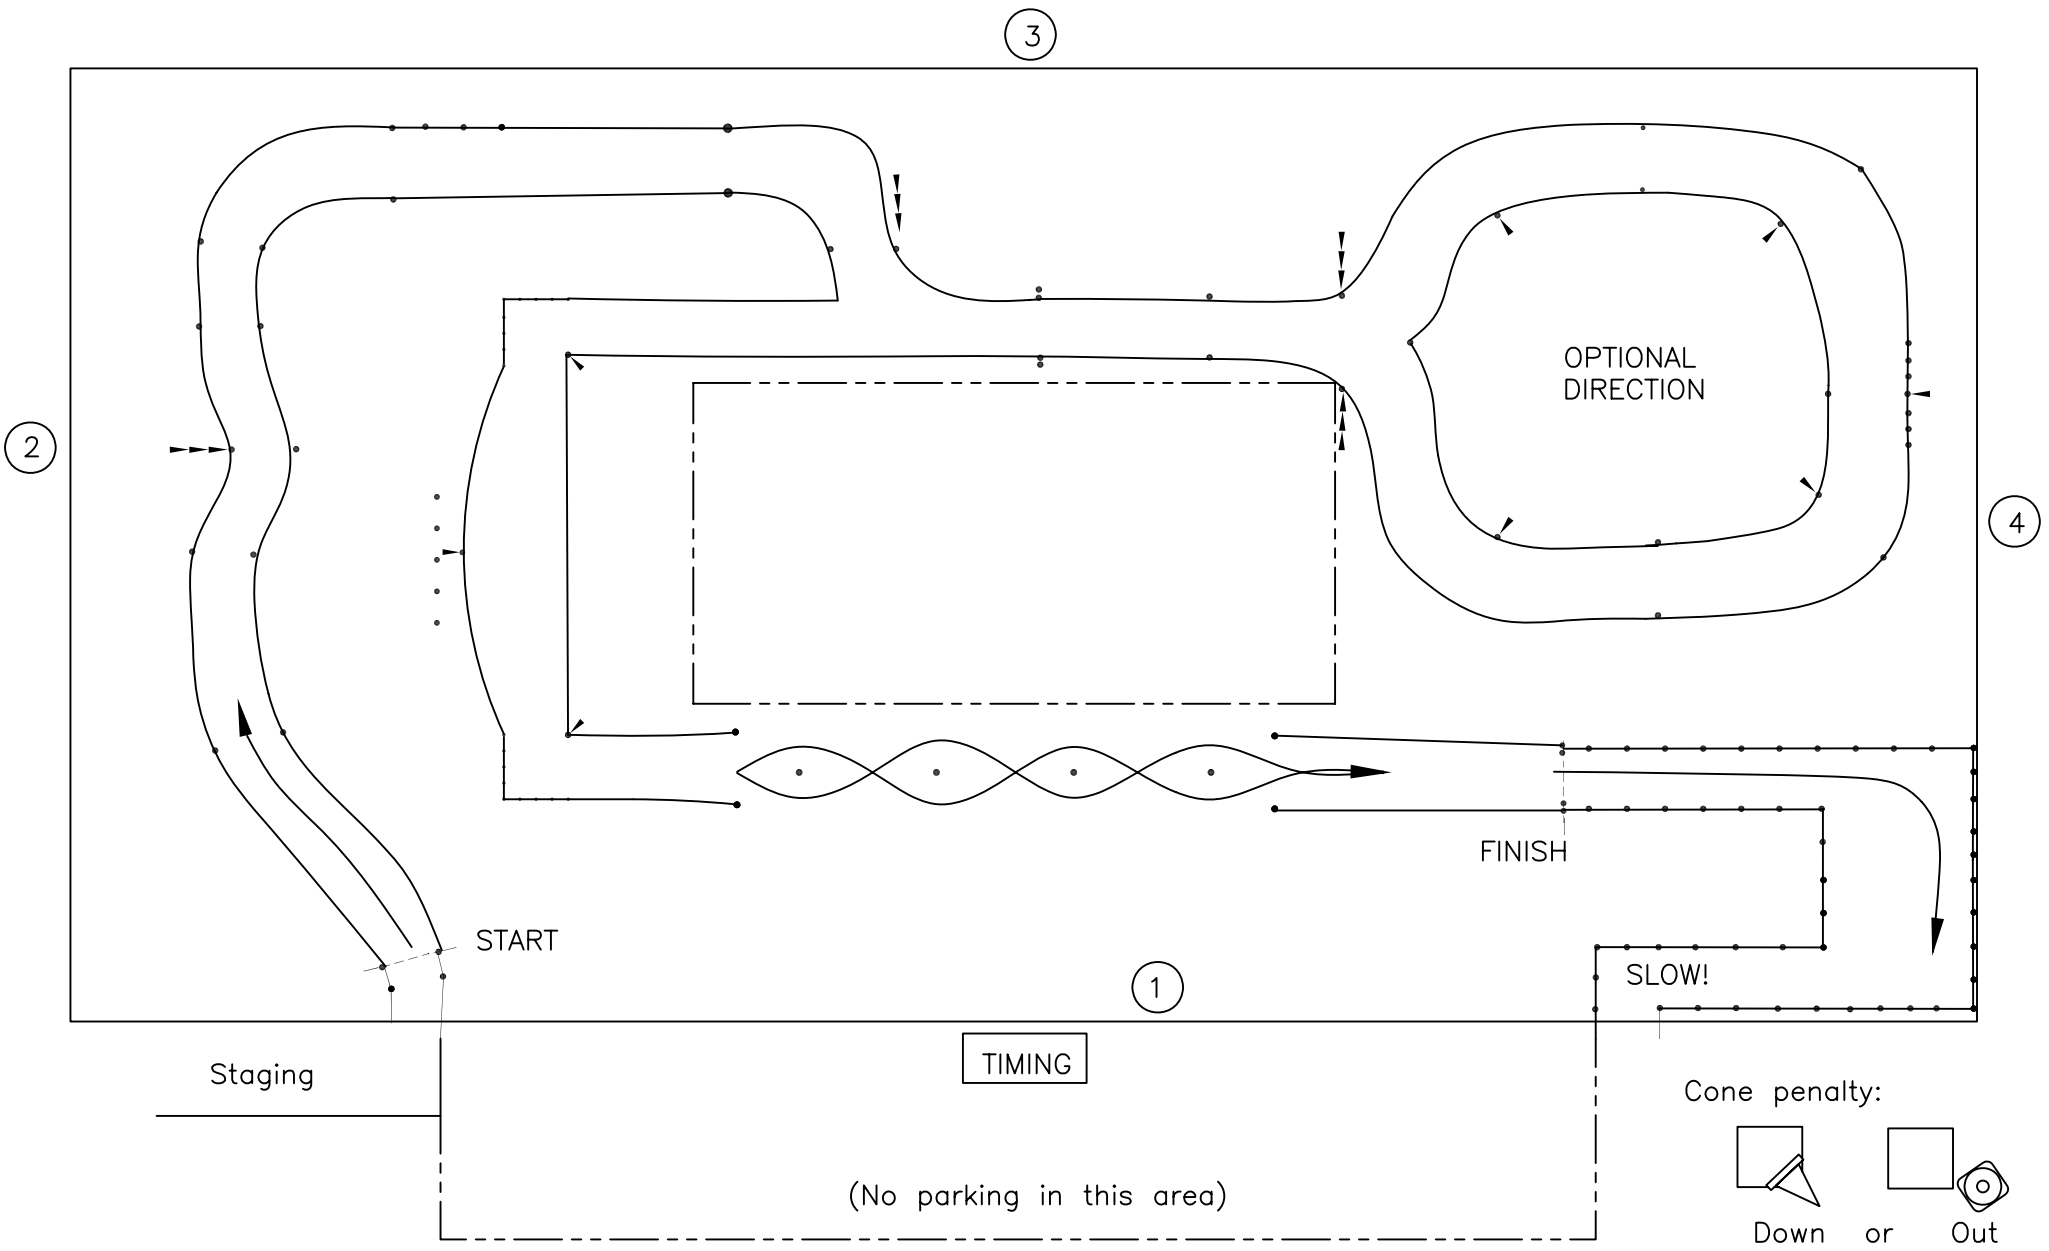 3
OPTIONAL
DIRECTION
2
4
FINISH
START
SLOW!
1
TIMING
Staging
Cone penalty:
(No parking in this area)
Down or Out